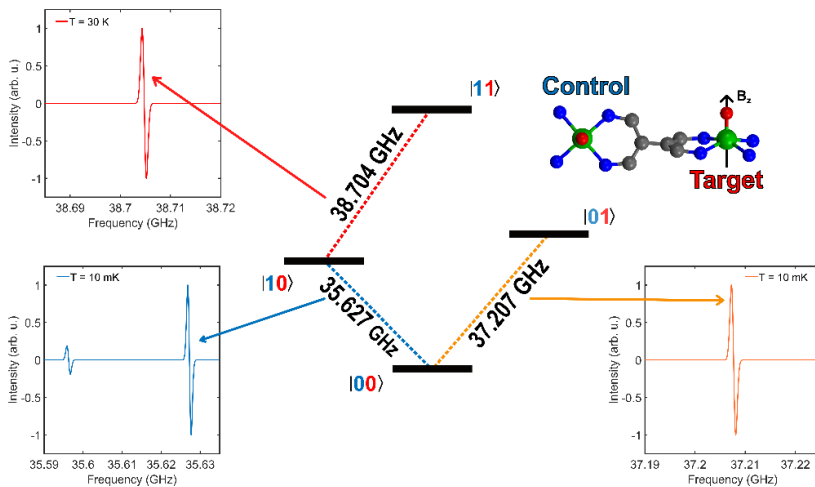 T = 30 K
1
0.5
0
-0.5
-1
Intensity (arb. u.)
38.69 38.7 38.71 38.72
Frequency (GHz)
|11⟩
38.704 GHz
Control
B_z
Target
|01⟩
|10⟩
35.627 GHz
37.207 GHz
|00⟩
T = 10 mK
1
0.5
0
-0.5
-1
Intensity (arb. u.)
35.59 35.6 35.61 35.62 35.63
Frequency (GHz)
T = 10 mK
1
0.5
0
-0.5
-1
Intensity (arb. u.)
37.19 37.2 37.21 37.22
Frequency (GHz)